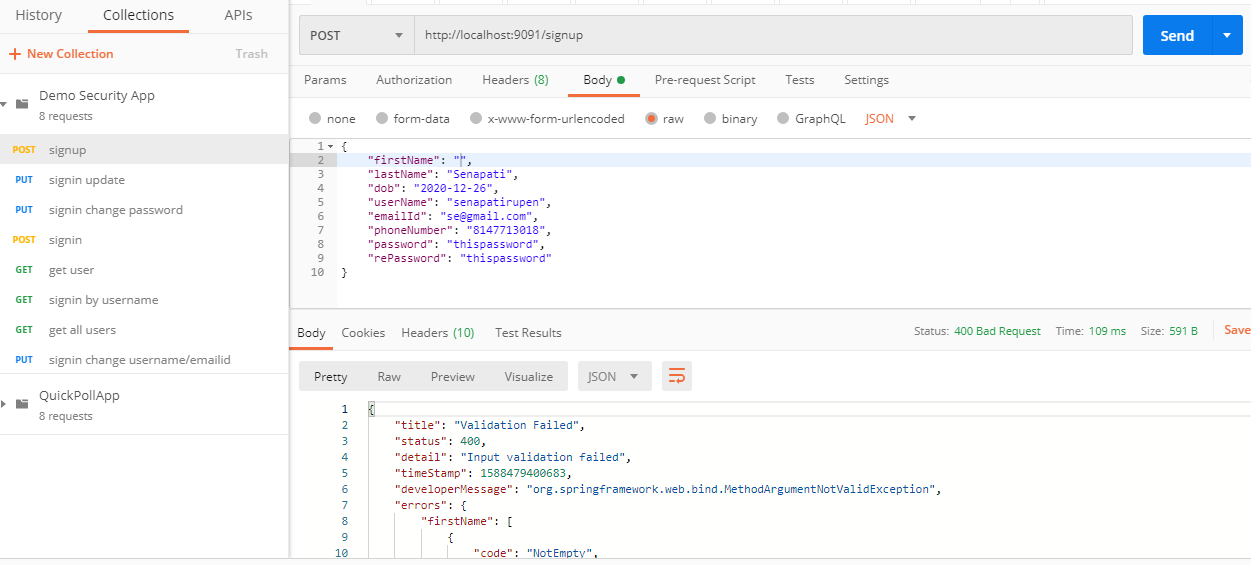 History Collections APIs
+ New Collection Trash
Demo Security App
8 requests
POST signup
PUT signin update
PUT signin change password
POST signin
GET get user
GET signin by username
GET get all users
PUT signin change username/emailid
QuickPollApp
8 requests
POST http://localhost:9091/signup Send
Params Authorization Headers (8) Body Pre-request Script Tests Settings
none form-data x-www-form-urlencoded raw binary GraphQL JSON
1 {
2 "firstName": "",
3 "lastName": "Senapati",
4 "dob": "2020-12-26",
5 "userName": "senapatirupen",
6 "emailId": "se@gmail.com",
7 "phoneNumber": "8147713018",
8 "password": "thispassword",
9 "rePassword": "thispassword"
10 }
Body Cookies Headers (10) Test Results Status: 400 Bad Request Time: 109 ms Size: 591 B Save
Pretty Raw Preview Visualize JSON
1 {
2 "title": "Validation Failed",
3 "status": 400,
4 "detail": "Input validation failed",
5 "timeStamp": 1588479400683,
6 "developerMessage": "org.springframework.web.bind.MethodArgumentNotValidException",
7 "errors": {
8 "firstName": [
9 {
10 "code": "NotEmpty",